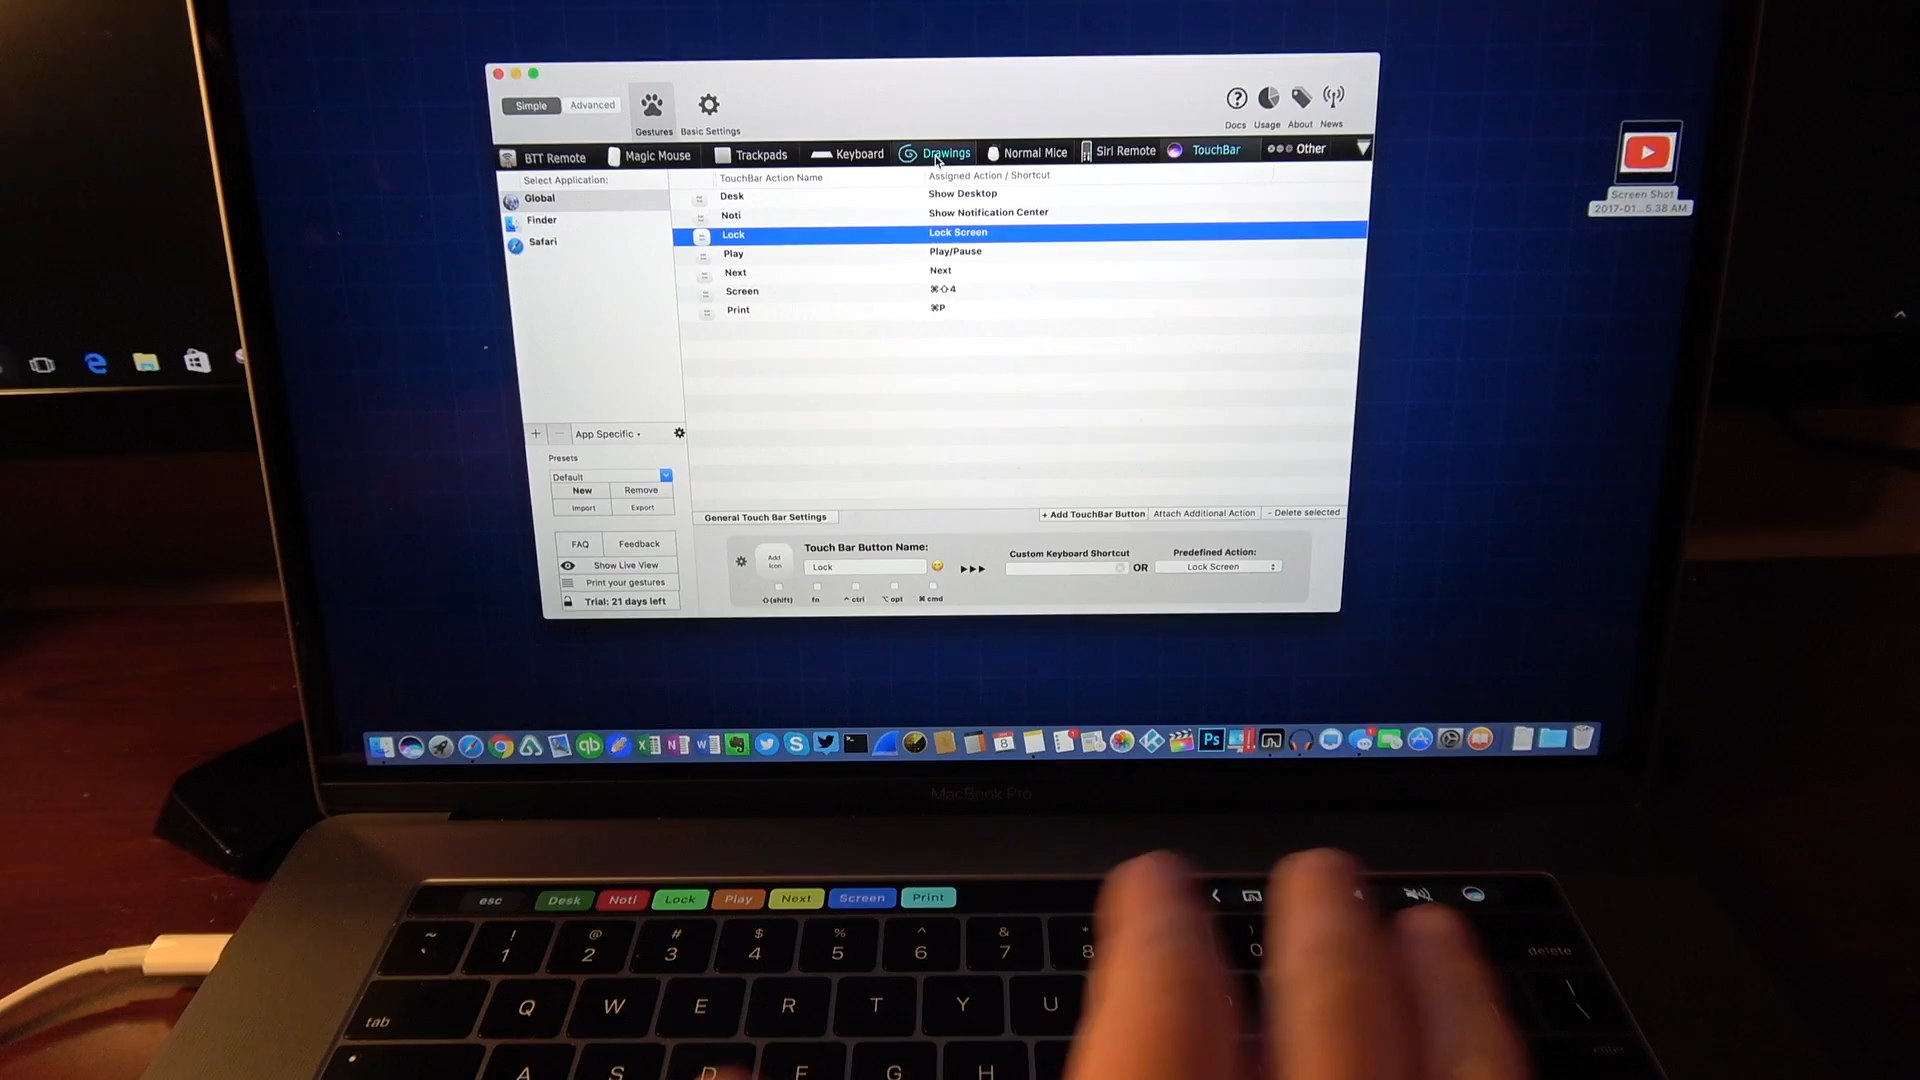 Simple Advanced
Gestures Basic Settings
Docs Usage About News
BTT Remote Magic Mouse Trackpads Keyboard Drawings Normal Mice Siri Remote TouchBar Other
Select Application: TouchBar Action Name Assigned Action / Shortcut
Global Desk Show Desktop
Noti Show Notification Center
Finder
Lock Lock Screen
Safari
Play Play/Pause
Next Next
Screen ⌘⇧4
Print ⌘P
Screen Shot
2017-01...5.38 AM
+ − App Specific
Presets
Default
New Remove
Import Export
General Touch Bar Settings + Add TouchBar Button Attach Additional Action - Delete selected
FAQ Feedback
Show Live View
Print your gestures
Trial: 21 days left
Add
Icon
Touch Bar Button Name:
Lock
⇧(shift) fn ^ ctrl ⌥ opt ⌘ cmd
▶▶▶
Custom Keyboard Shortcut
OR
Predefined Action:
Lock Screen
X N W 8 Ps
MacBook Pro
esc Desk Noti Lock Play Next Screen Print
~ ! @ # $ % ^ & * )
` 1 2 3 4 5 6 7 8 0 delete
tab Q W E R T Y U \
A S D F G H enter